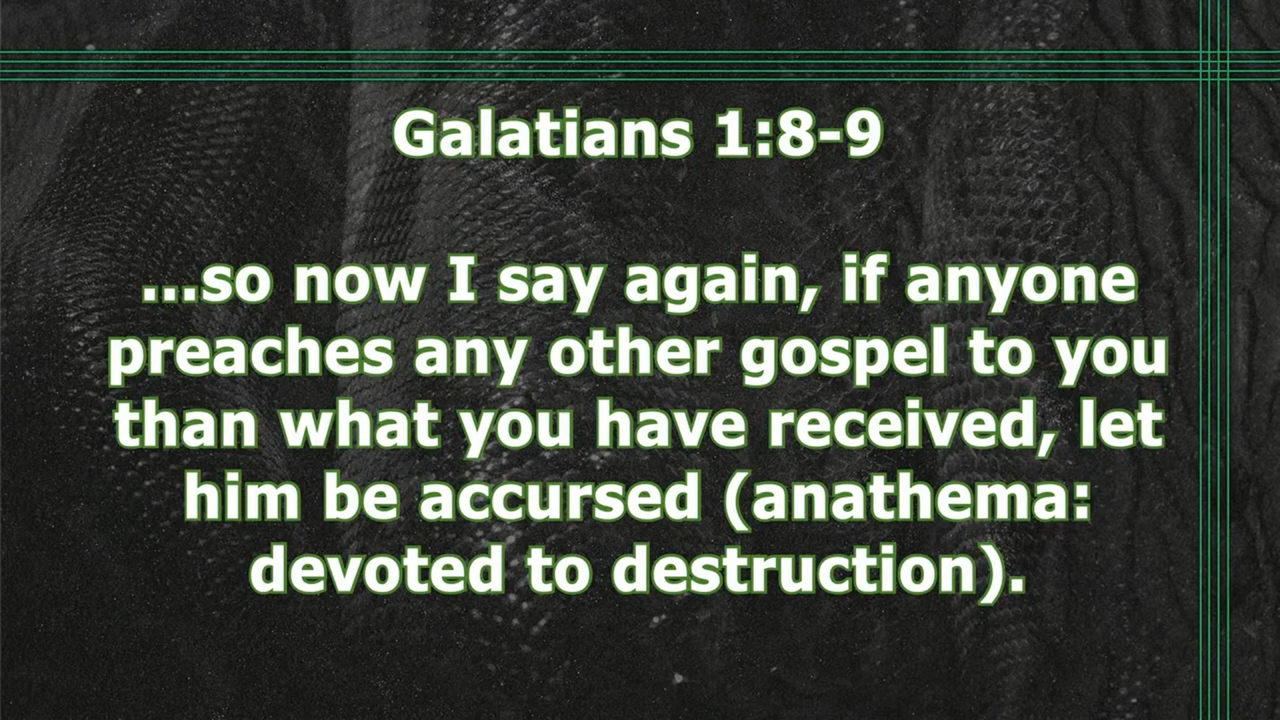 Galatians 1:8-9
...so now I say again, if anyone
preaches any other gospel to you
than what you have received, let
him be accursed (anathema:
devoted to destruction).